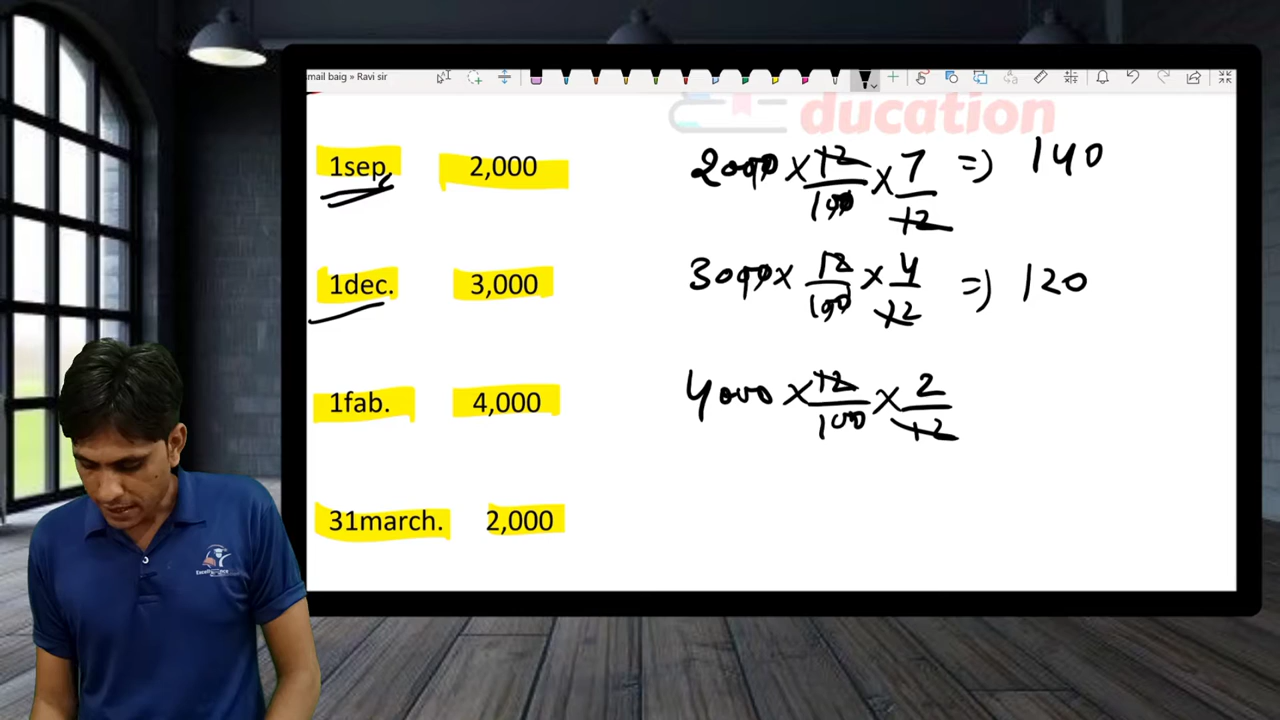 mail baig » Ravi sir
ducation
1sep. 2,000 2000 × 12/100 × 7/12 => 140
1dec. 3,000 3000 × 12/100 × 4/12 => 120
1fab. 4,000 4000 × 12/100 × 2/12
31march. 2,000